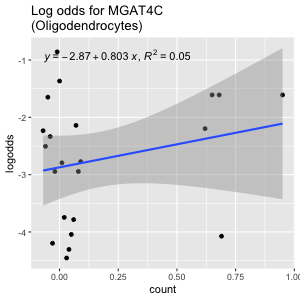 Log odds for MGAT4C
(Oligodendrocytes)
y = −2.87 + 0.803 x, R² = 0.05
-1
-2
-3
-4
logodds
0.00
0.25
0.50
0.75
1.00
count